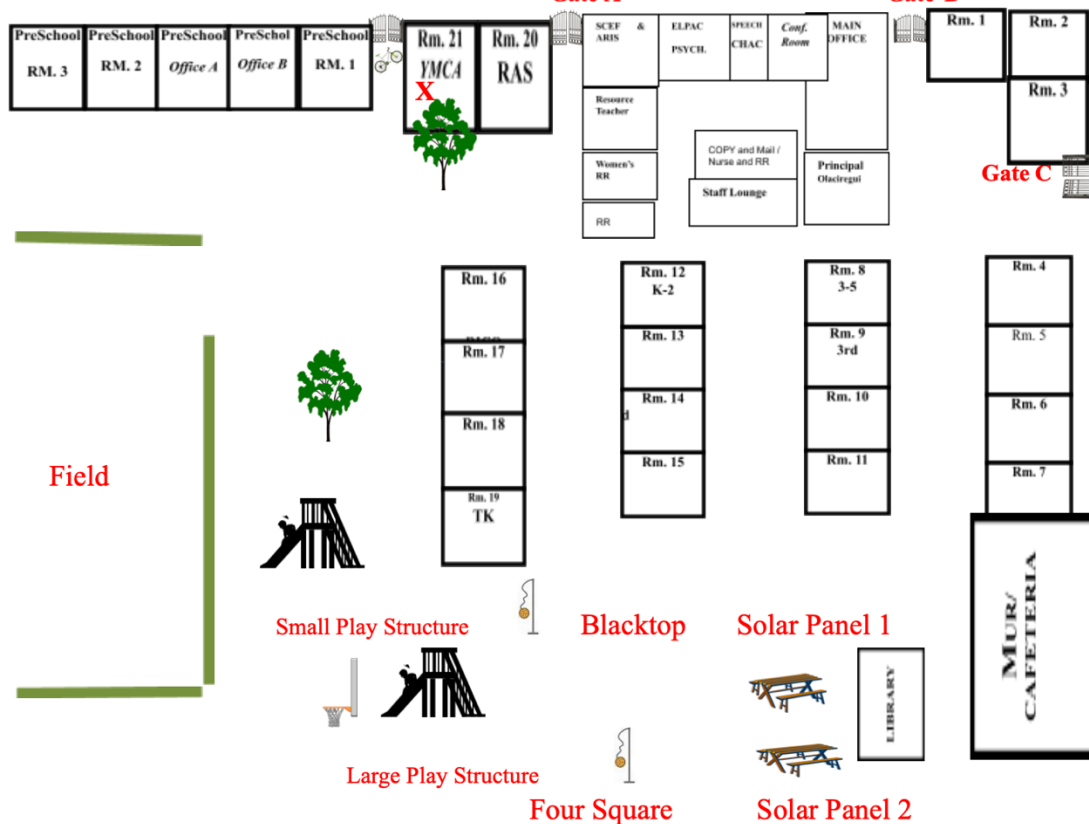 Gate A
Gate B
PreSchool
RM. 3
PreSchool
RM. 2
PreSchool
Office A
PreSchol
Office B
PreSchool
RM. 1
Rm. 21
YMCA
X
Rm. 20
RAS
SCEF &
ARIS
ELPAC
PSYCH.
SPEECH
CHAC
Conf.
Room
MAIN
OFFICE
Rm. 1
Rm. 2
Rm. 3
Resource
Teacher
COPY and Mail /
Nurse and RR
Women's
RR
Principal
Olaciregui
Gate C
Staff Lounge
RR
Rm. 16
Rm. 17
Rm. 18
Rm. 19
TK
Rm. 12
K-2
Rm. 13
Rm. 14
d
Rm. 15
Rm. 8
3-5
Rm. 9
3rd
Rm. 10
Rm. 11
Rm. 4
Rm. 5
Rm. 6
Rm. 7
Field
MUR/
CAFETERIA
Small Play Structure
Blacktop
Solar Panel 1
LIBRARY
Large Play Structure
Four Square
Solar Panel 2